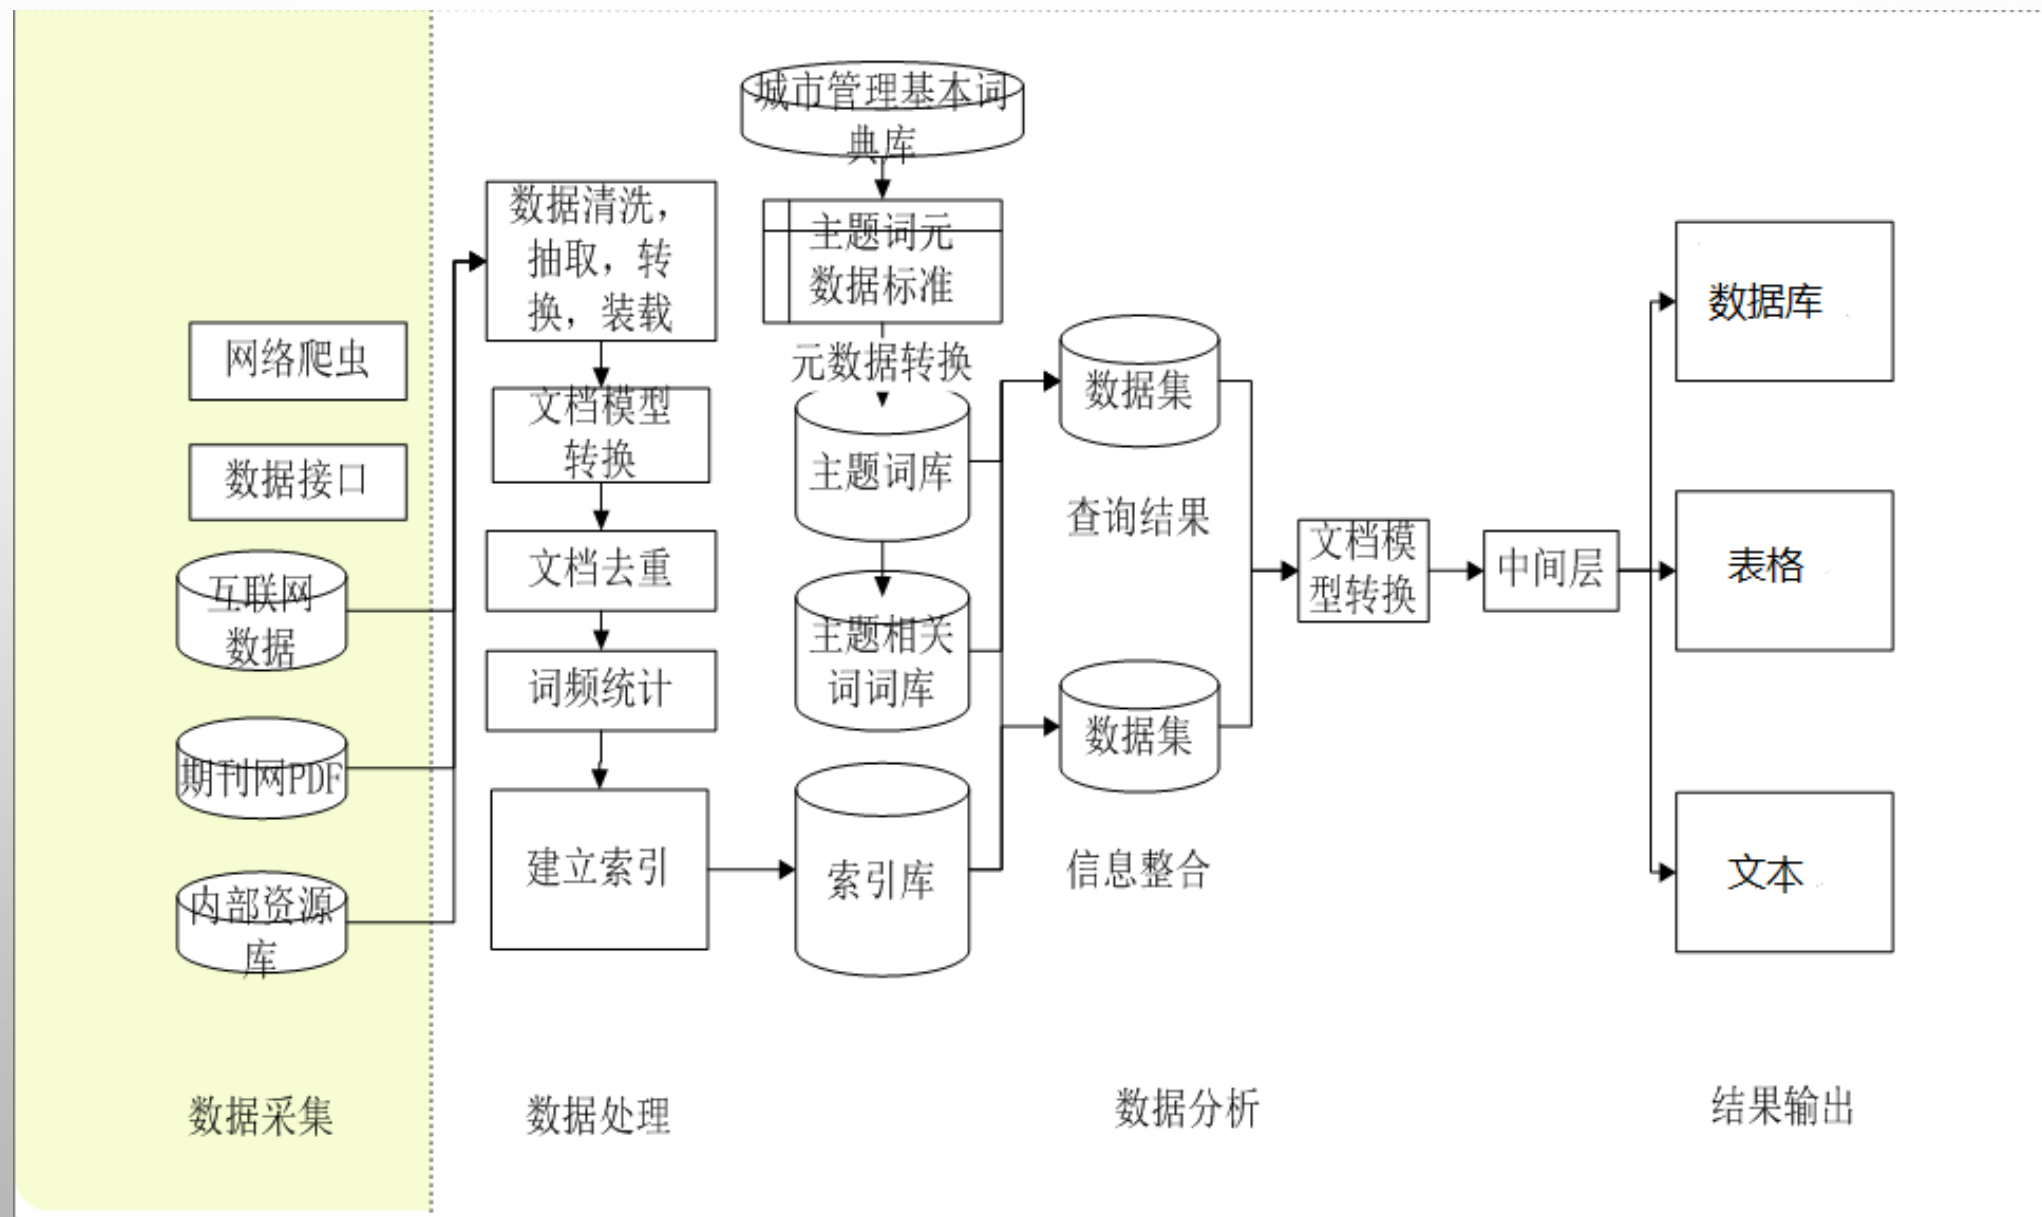 网络爬虫
数据接口
互联网
数据
期刊网PDF
内部资源
库
数据采集
数据清洗，
抽取，转
换，装载
文档模型
转换
文档去重
词频统计
建立索引
数据处理
城市管理基本词
典库
主题词元
数据标准
元数据转换
主题词库
主题相关
词词库
索引库
数据集
查询结果
数据集
信息整合
文档模
型转换
中间层
数据分析
数据库
表格
文本
结果输出